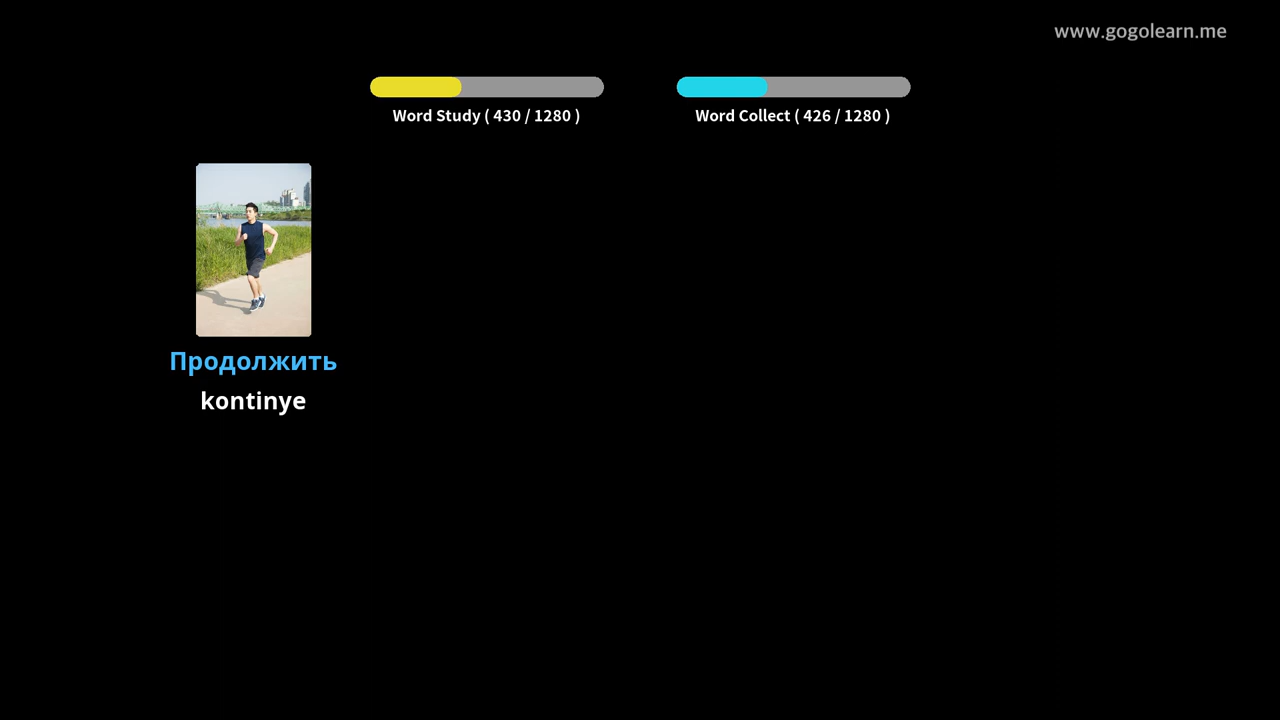 www.gogolearn.me
Word Study ( 430 / 1280 )
Word Collect ( 426 / 1280 )
Продолжить
kontinye